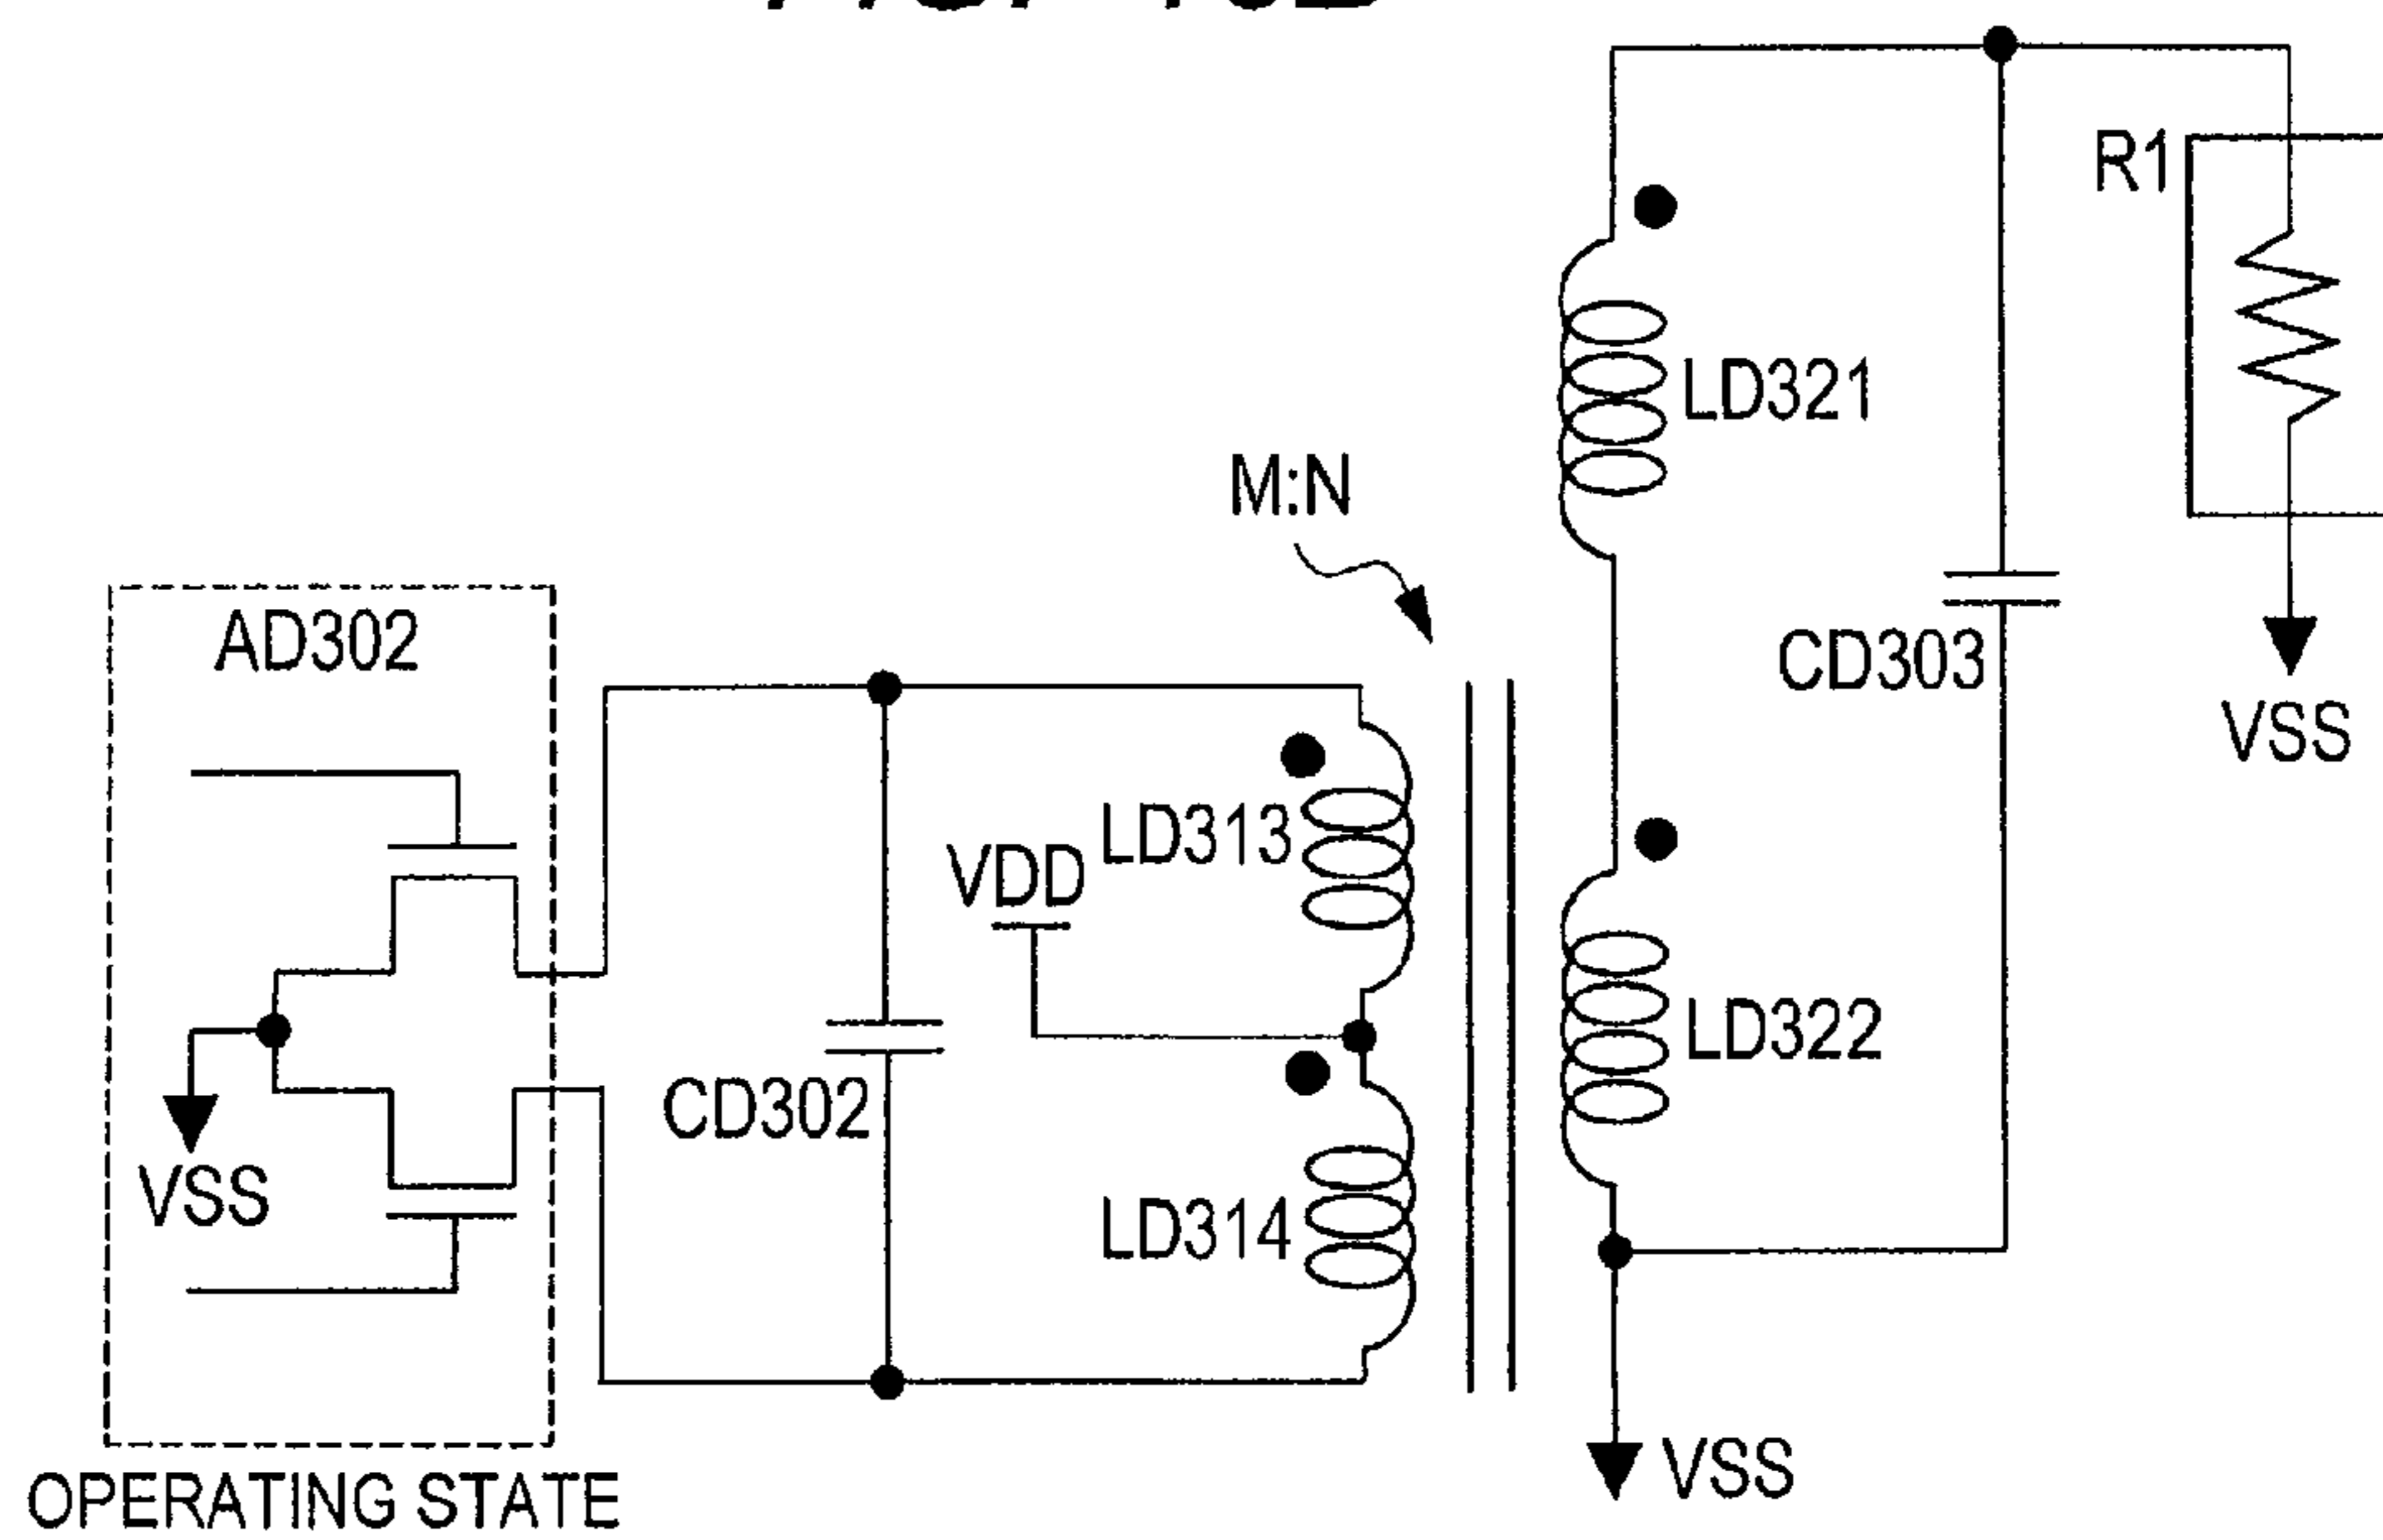 R1
LD321
M:N
AD302
CD303
VSS
LD313
VDD
LD322
CD302
VSS
LD314
VSS
OPERATING STATE